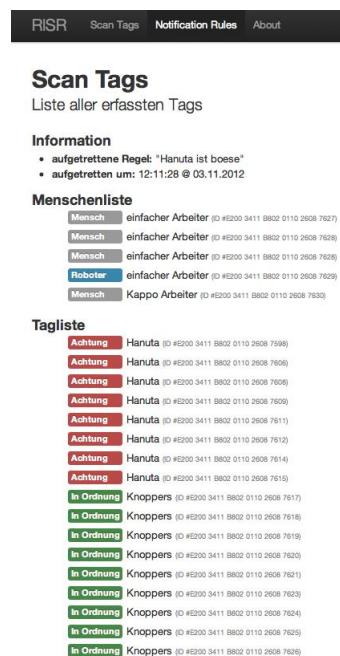 RISR Scan Tags Notification Rules About
Scan Tags
Liste aller erfassten Tags
Information
aufgetretene Regel: "Hanuta ist boese"
aufgetretten um: 12:11:28 @ 03.11.2012
Menschenliste
Mensch einfacher Arbeiter (ID #E200 3411 B802 0110 2608 7627)
Mensch einfacher Arbeiter (ID #E200 3411 B802 0110 2608 7628)
Mensch einfacher Arbeiter (ID #E200 3411 B802 0110 2608 7628)
Roboter einfacher Arbeiter (ID #E200 3411 B802 0110 2608 7629)
Mensch Kappo Arbeiter (ID #E200 3411 B802 0110 2608 7630)
Tagliste
Achtung Hanuta (ID #E200 3411 B802 0110 2608 7598)
Achtung Hanuta (ID #E200 3411 B802 0110 2608 7606)
Achtung Hanuta (ID #E200 3411 B802 0110 2608 7608)
Achtung Hanuta (ID #E200 3411 B802 0110 2608 7609)
Achtung Hanuta (ID #E200 3411 B802 0110 2608 7611)
Achtung Hanuta (ID #E200 3411 B802 0110 2608 7612)
Achtung Hanuta (ID #E200 3411 B802 0110 2608 7614)
Achtung Hanuta (ID #E200 3411 B802 0110 2608 7615)
In Ordnung Knoppers (ID #E200 3411 B802 0110 2608 7617)
In Ordnung Knoppers (ID #E200 3411 B802 0110 2608 7618)
In Ordnung Knoppers (ID #E200 3411 B802 0110 2608 7619)
In Ordnung Knoppers (ID #E200 3411 B802 0110 2608 7620)
In Ordnung Knoppers (ID #E200 3411 B802 0110 2608 7621)
In Ordnung Knoppers (ID #E200 3411 B802 0110 2608 7623)
In Ordnung Knoppers (ID #E200 3411 B802 0110 2608 7624)
In Ordnung Knoppers (ID #E200 3411 B802 0110 2608 7625)
In Ordnung Knoppers (ID #E200 3411 B802 0110 2608 7626)